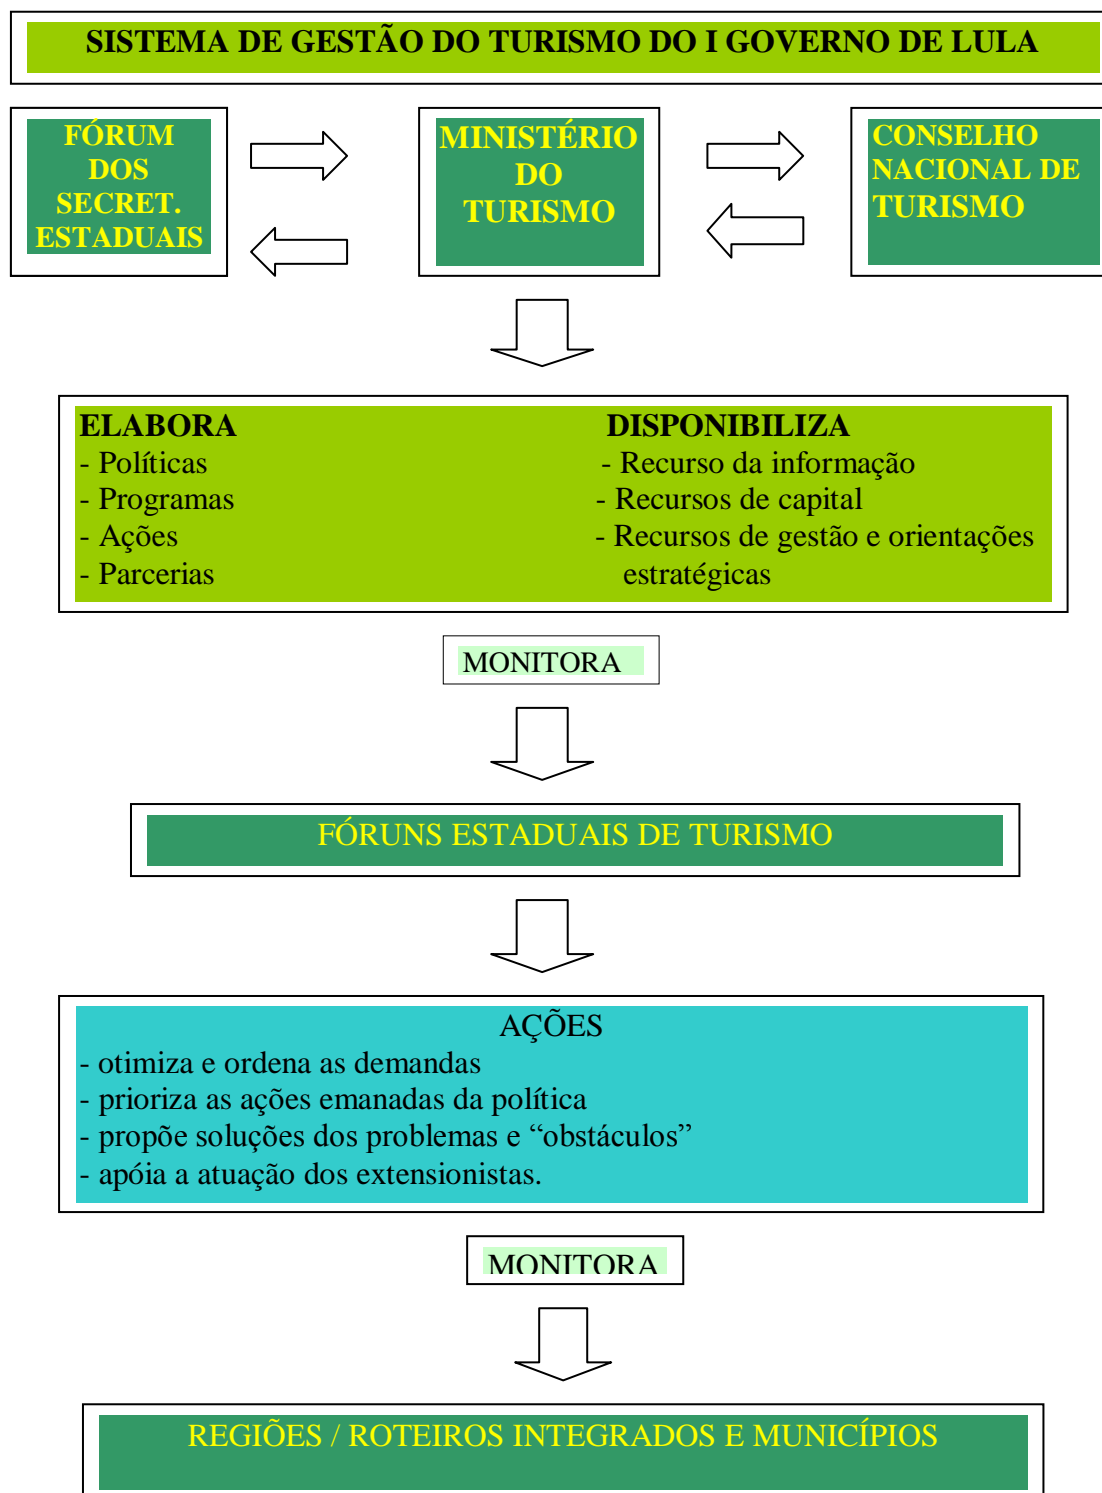 SISTEMA DE GESTÃO DO TURISMO DO I GOVERNO DE LULA
FÓRUM
DOS
SECRET.
ESTADUAIS
MINISTÉRIO
DO
TURISMO
CONSELHO
NACIONAL DE
TURISMO
ELABORA
- Políticas
- Programas
- Ações
- Parcerias
DISPONIBILIZA
- Recurso da informação
- Recursos de capital
- Recursos de gestão e orientações
estratégicas
MONITORA
FÓRUNS ESTADUAIS DE TURISMO
AÇÕES
- otimiza e ordena as demandas
- prioriza as ações emanadas da política
- propõe soluções dos problemas e “obstáculos”
- apóia a atuação dos extensionistas.
MONITORA
REGIÕES / ROTEIROS INTEGRADOS E MUNICÍPIOS